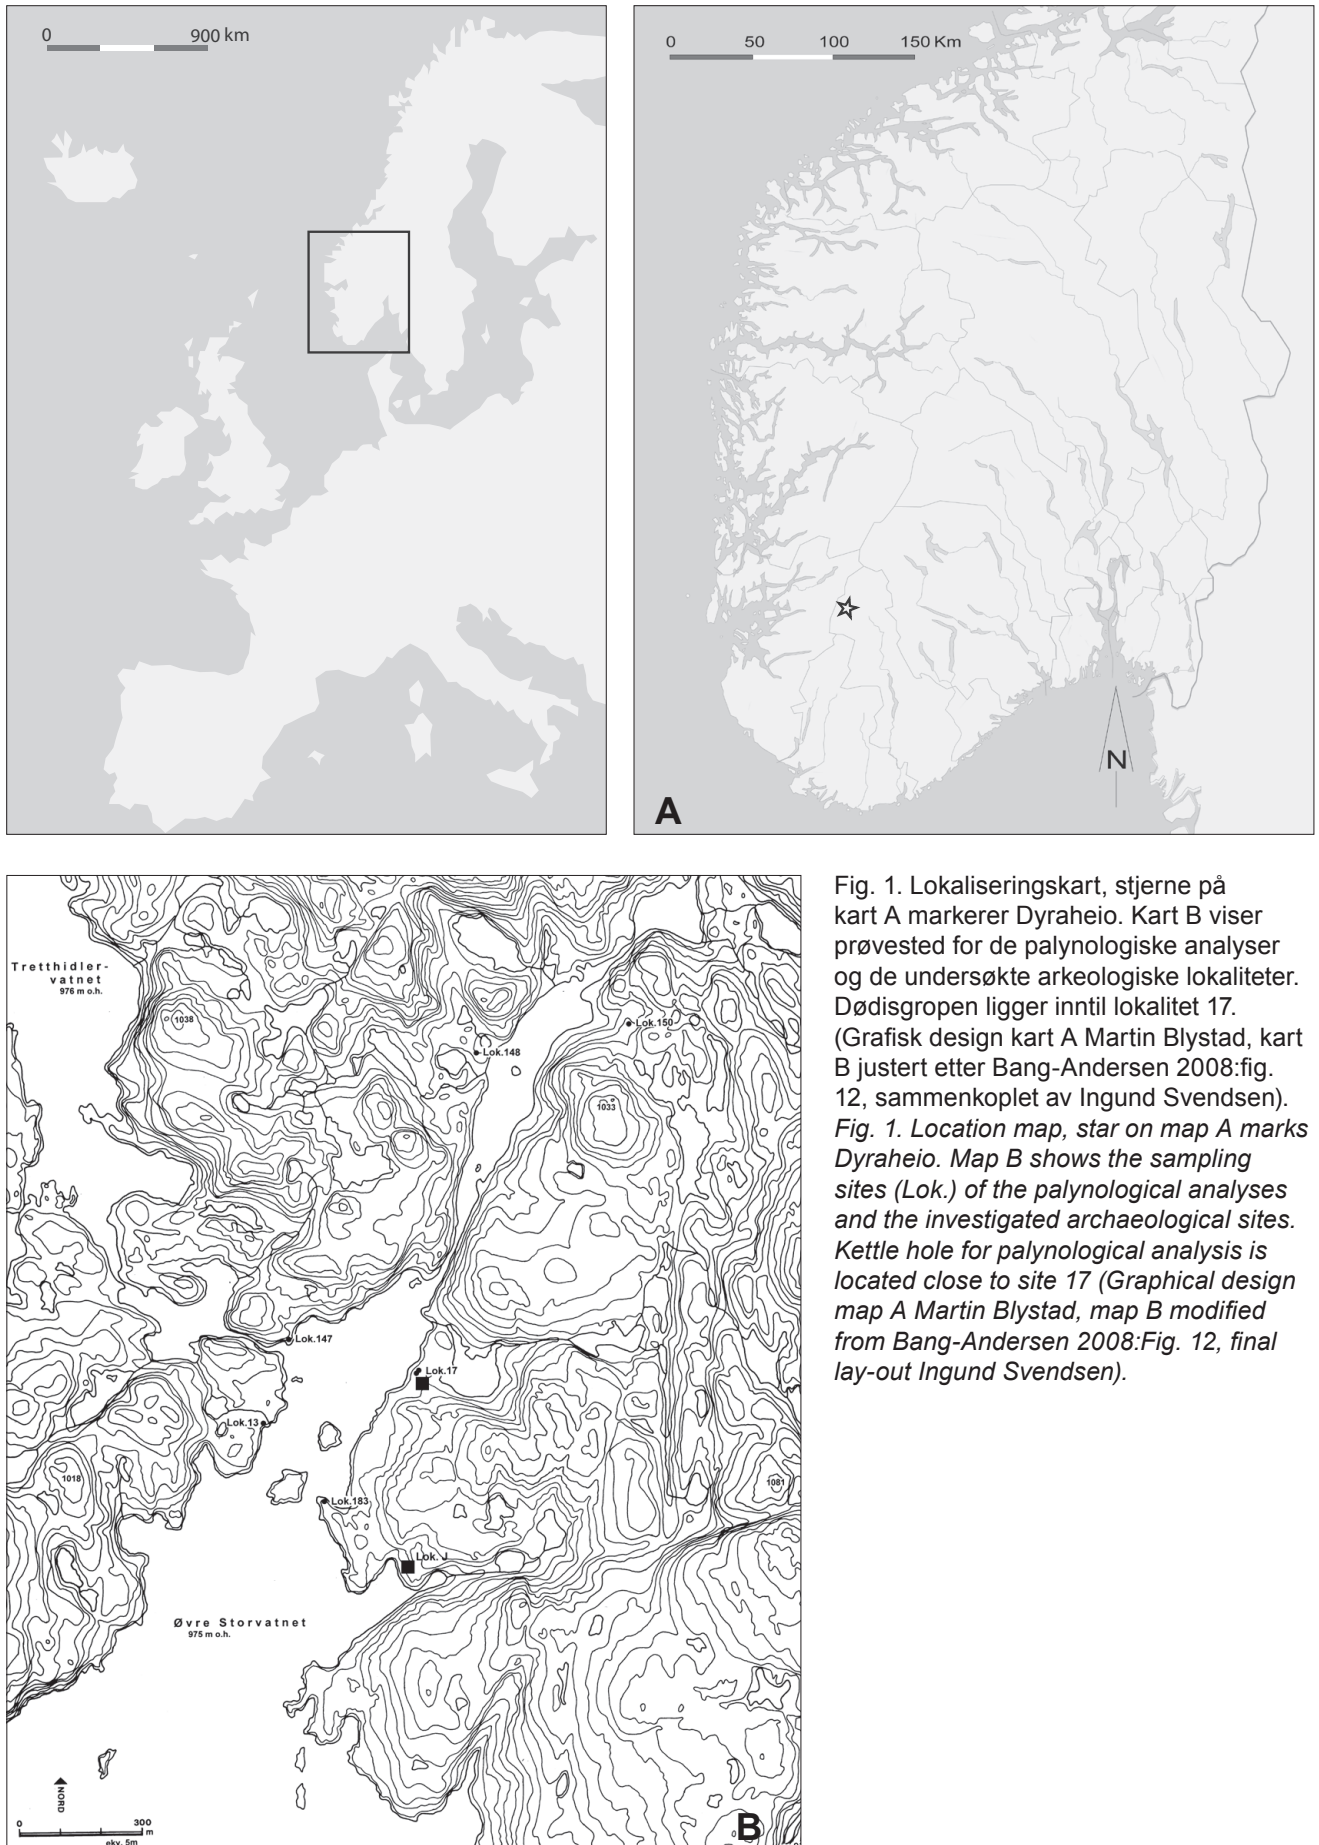 0 900 km
0 50 100 150 Km
N
A
Tretthidler-
vatnet
976 m o.h.
1038
Lok.150
Lok.148
1033
Lok.147
Lok.17
Lok.13
1018
1081
Lok.183
Lok. J
Øvre Storvatnet
975 m o.h.
NORD
0 300
m
ekv. 5m
B
Fig. 1. Lokaliseringskart, stjerne på
kart A markerer Dyraheio. Kart B viser
prøvested for de palynologiske analyser
og de undersøkte arkeologiske lokaliteter.
Dødisgropen ligger inntil lokalitet 17.
(Grafisk design kart A Martin Blystad, kart
B justert etter Bang-Andersen 2008:fig.
12, sammenkoplet av Ingund Svendsen).
Fig. 1. Location map, star on map A marks
Dyraheio. Map B shows the sampling
sites (Lok.) of the palynological analyses
and the investigated archaeological sites.
Kettle hole for palynological analysis is
located close to site 17 (Graphical design
map A Martin Blystad, map B modified
from Bang-Andersen 2008:Fig. 12, final
lay-out Ingund Svendsen).